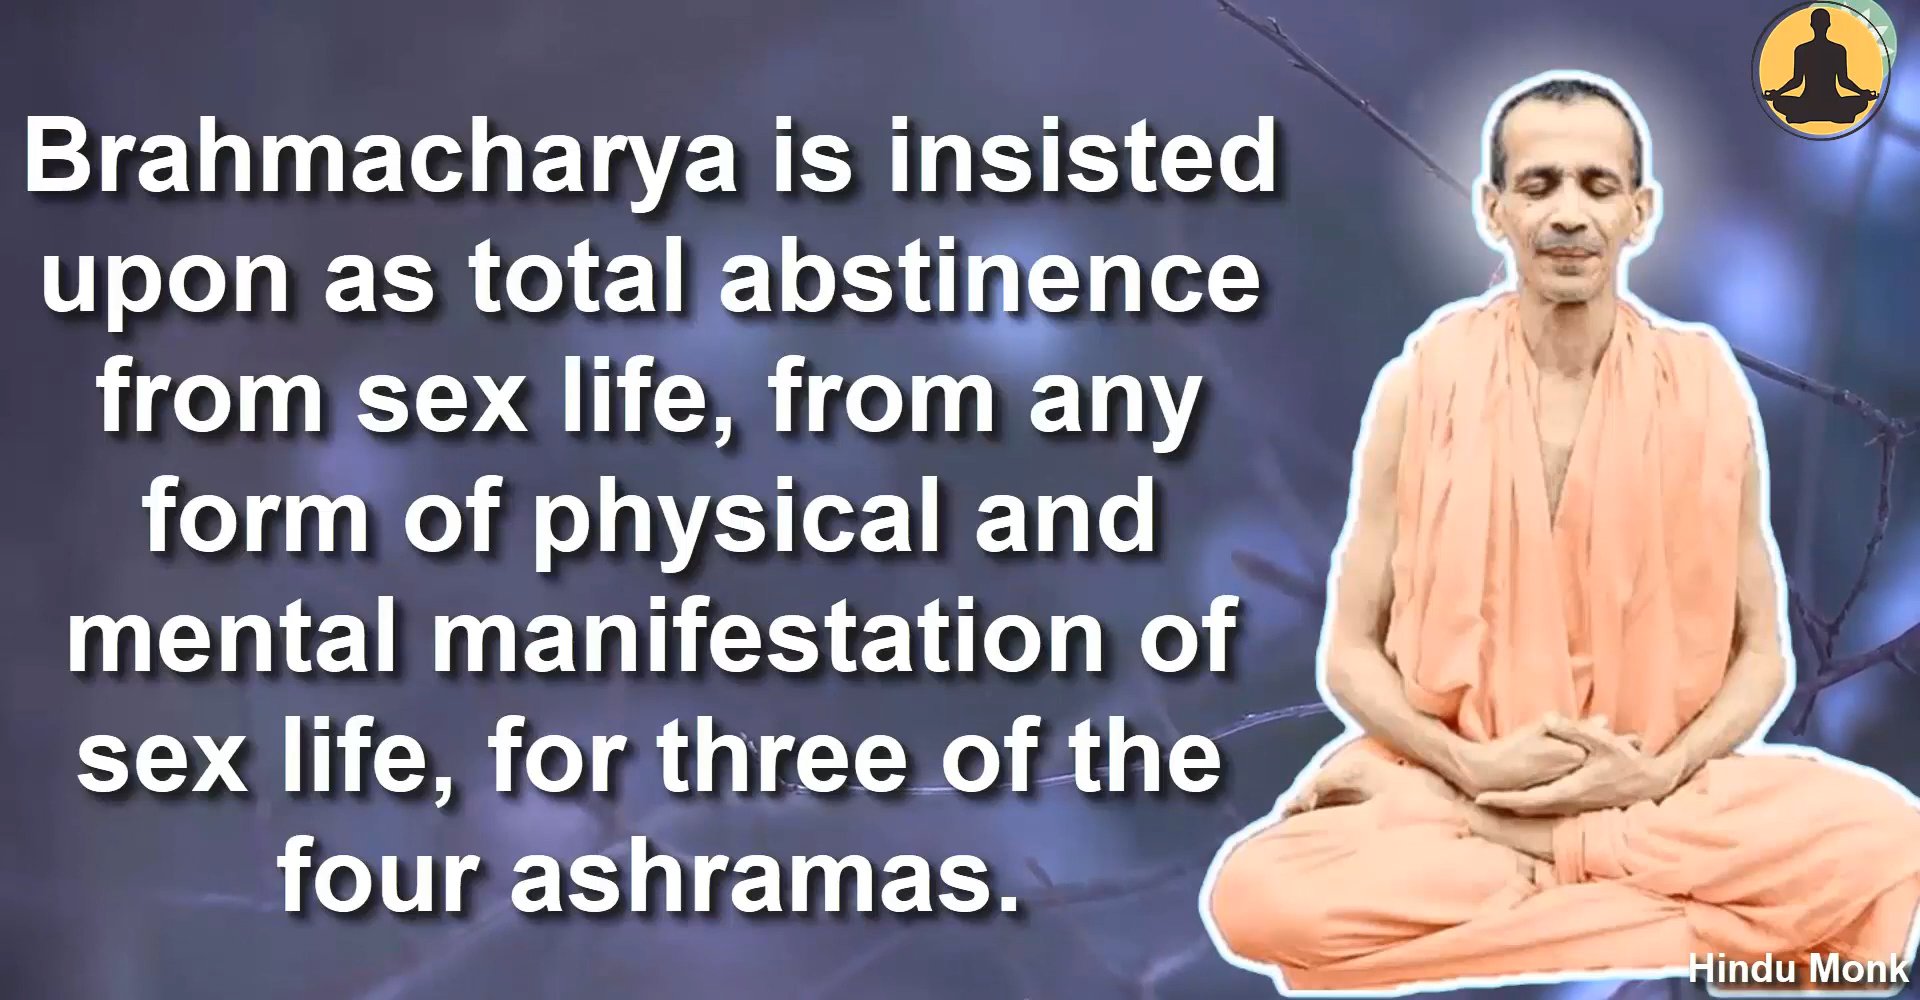 Brahmacharya is insisted
upon as total abstinence
from sex life, from any
form of physical and
mental manifestation of
sex life, for three of the
four ashramas.
Hindu Monk